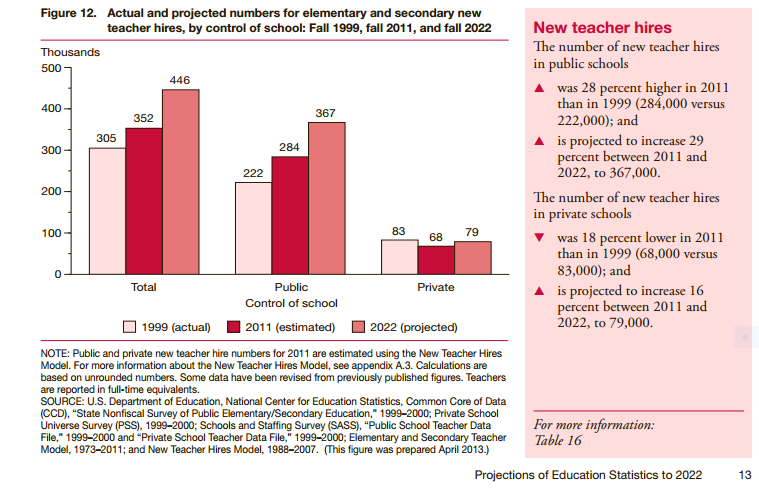 Figure 12. Actual and projected numbers for elementary and secondary new
teacher hires, by control of school: Fall 1999, fall 2011, and fall 2022
Thousands
500
400
300
200
100
0
305
352
446
222
284
367
83
68
79
Total
Public
Private
Control of school
1999 (actual)
2011 (estimated)
2022 (projected)
NOTE: Public and private new teacher hire numbers for 2011 are estimated using the New Teacher Hires
Model. For more information about the New Teacher Hires Model, see appendix A.3. Calculations are
based on unrounded numbers. Some data have been revised from previously published figures. Teachers
are reported in full-time equivalents.
SOURCE: U.S. Department of Education, National Center for Education Statistics, Common Core of Data
(CCD), “State Nonfiscal Survey of Public Elementary/Secondary Education,” 1999–2000; Private School
Universe Survey (PSS), 1999–2000; Schools and Staffing Survey (SASS), “Public School Teacher Data
File,” 1999–2000 and “Private School Teacher Data File,” 1999–2000; Elementary and Secondary Teacher
Model, 1973–2011; and New Teacher Hires Model, 1988–2007. (This figure was prepared April 2013.)
New teacher hires
The number of new teacher hires
in public schools
▲ was 28 percent higher in 2011
than in 1999 (284,000 versus
222,000); and
▲ is projected to increase 29
percent between 2011 and
2022, to 367,000.
The number of new teacher hires
in private schools
▼ was 18 percent lower in 2011
than in 1999 (68,000 versus
83,000); and
▲ is projected to increase 16
percent between 2011 and
2022, to 79,000.
For more information:
Table 16
Projections of Education Statistics to 2022 13